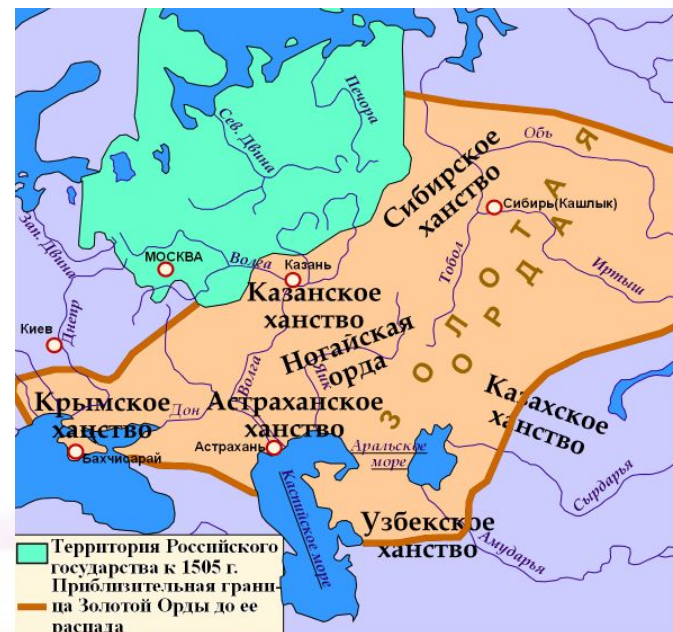 Печора
Сев. Двина
Обь
Сибирское
ханство
Сибирь(Кашлык)
Зап. Двина
МОСКВА
Волга
Казань
Тобол
Иртыш
Казанское
ханство
ЗОЛОТАЯ
ОРДА
Киев
Днепр
Ногайская
орда
Волга
Яик
Казахское
ханство
Крымское
ханство
Дон
Астраханское
ханство
Бахчисарай
Астрахань
Аральское
море
Каспийское море
Сырдарья
Узбекское
ханство
Амударья
Территория Российского
государства к 1505 г.
Приблизительная грани-
ца Золотой Орды до ее
распада